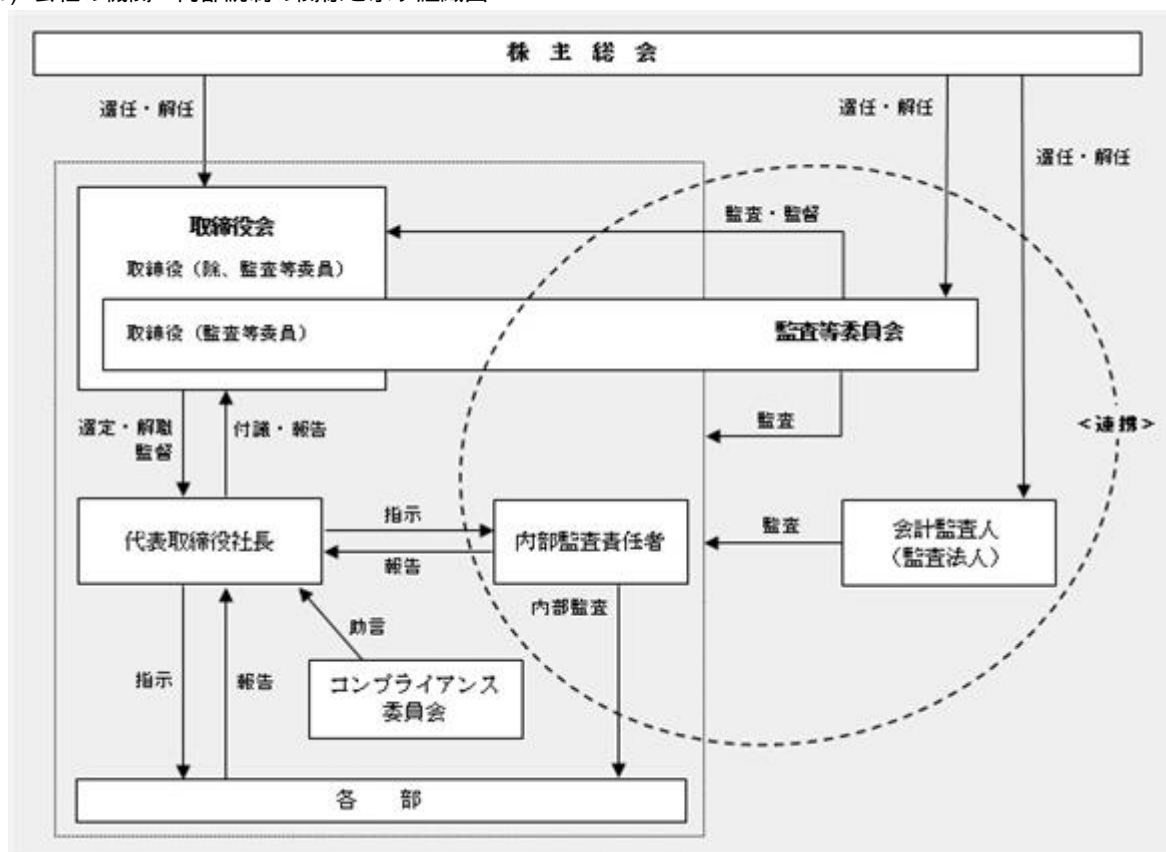 株 主 総 会
選任・解任
選任・解任
選任・解任
取締役会
監査・監督
取締役（除、監査等委員）
取締役（監査等委員）
監査等委員会
選定・解職
監督
付議・報告
監査
＜連携＞
代表取締役社長
指示
報告
内部監査責任者
監査
会計監査人
（監査法人）
内部監査
助言
指示
報告
コンプライアンス
委員会
各 部